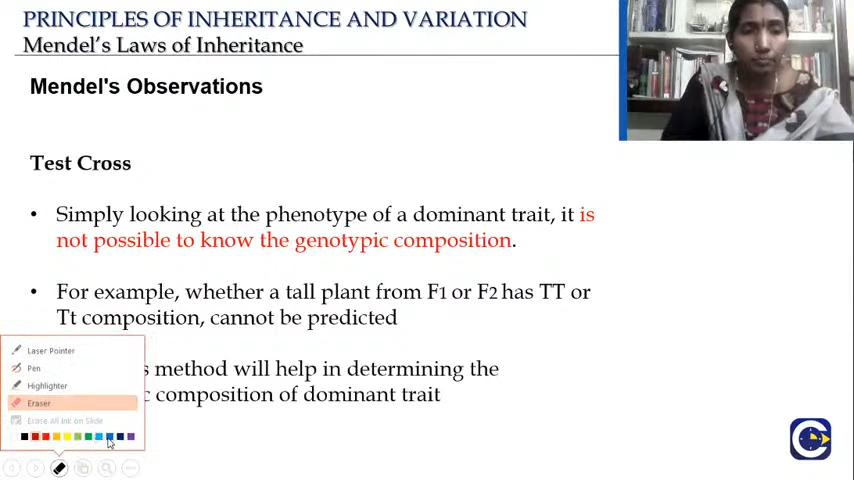 PRINCIPLES OF INHERITANCE AND VARIATION
Mendel's Laws of Inheritance
Mendel's Observations
Test Cross
• Simply looking at the phenotype of a dominant trait, it is
not possible to know the genotypic composition.
• For example, whether a tall plant from F1 or F2 has TT or
Tt composition, cannot be predicted
method will help in determining the
composition of dominant trait
Laser Pointer
Pen
Highlighter
Eraser
Erase All Ink on Slide